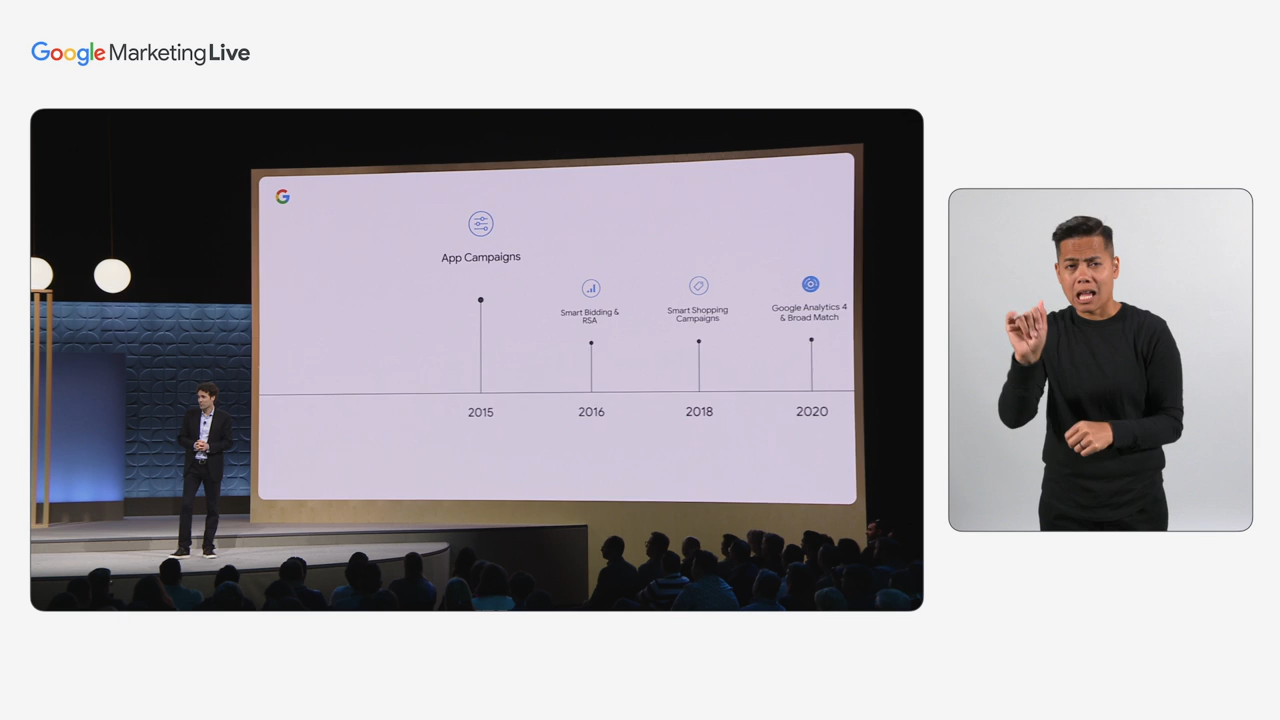 Google Marketing Live
G
App Campaigns
Smart Bidding &
RSA
Smart Shopping
Campaigns
Google Analytics 4
& Broad Match
2015
2016
2018
2020